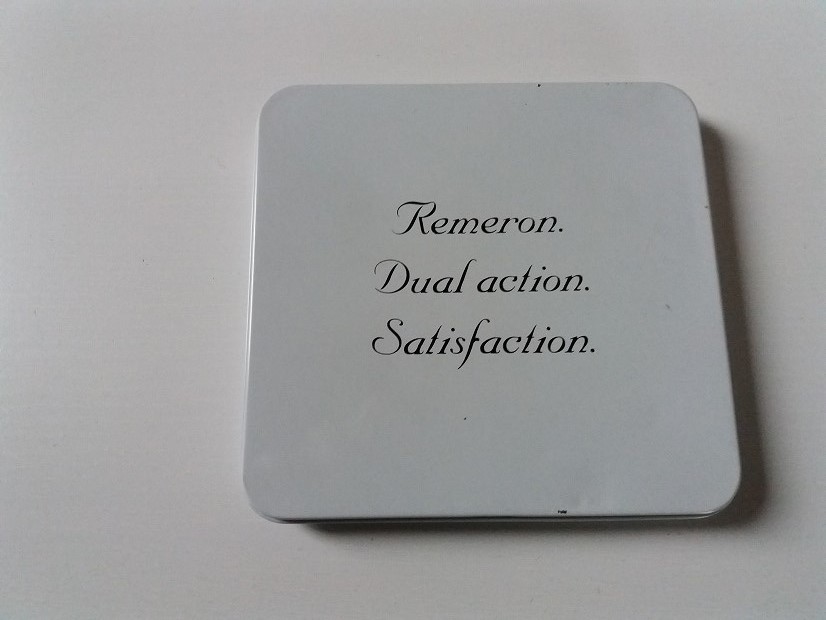 Remeron.
Dual action.
Satisfaction.